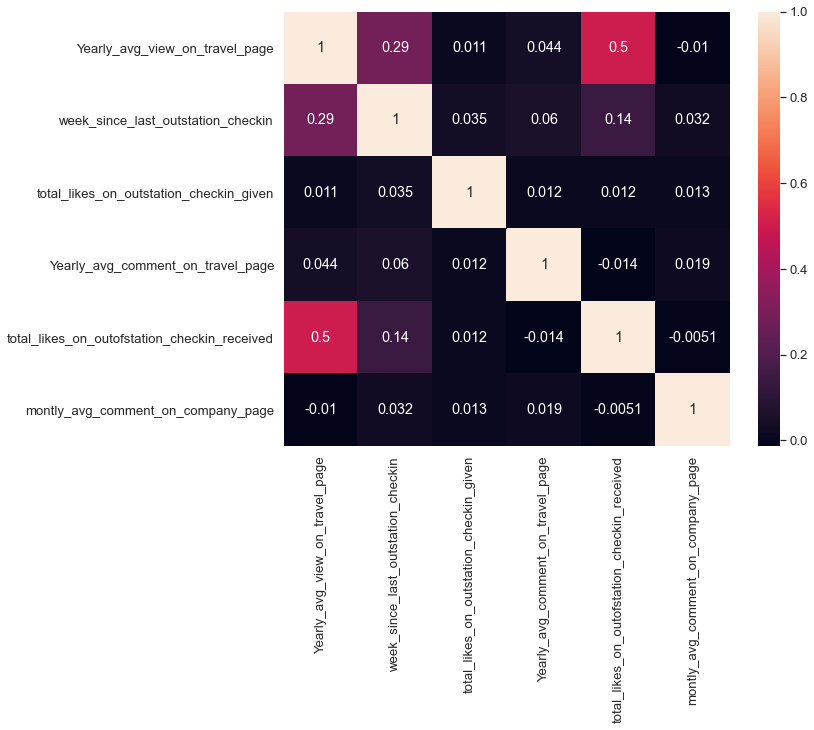 Yearly_avg_view_on_travel_page 1 0.29 0.011 0.044 0.5 -0.01
week_since_last_outstation_checkin 0.29 1 0.035 0.06 0.14 0.032
total_likes_on_outstation_checkin_given 0.011 0.035 1 0.012 0.012 0.013
Yearly_avg_comment_on_travel_page 0.044 0.06 0.012 1 -0.014 0.019
total_likes_on_outofstation_checkin_received 0.5 0.14 0.012 -0.014 1 -0.0051
montly_avg_comment_on_company_page -0.01 0.032 0.013 0.019 -0.0051 1
Yearly_avg_view_on_travel_page
week_since_last_outstation_checkin
total_likes_on_outstation_checkin_given
Yearly_avg_comment_on_travel_page
total_likes_on_outofstation_checkin_received
montly_avg_comment_on_company_page
1.0
0.8
0.6
0.4
0.2
0.0